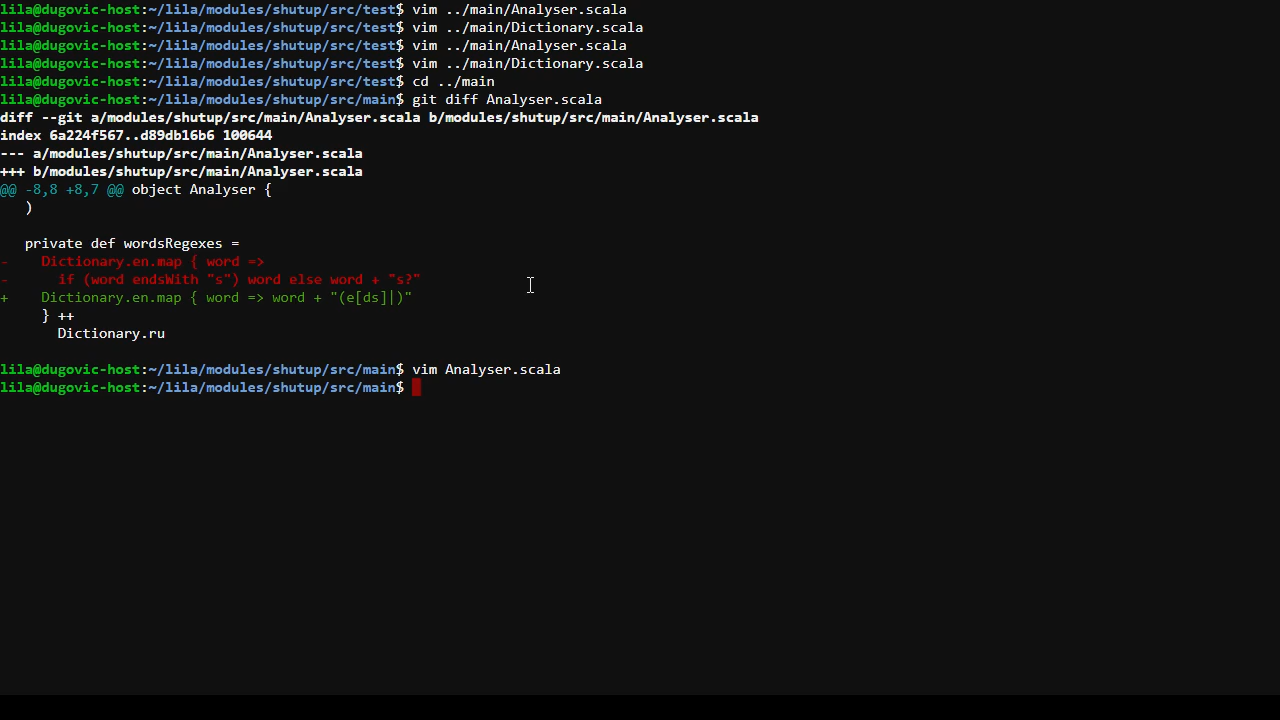 lila@dugovic-host:~/lila/modules/shutup/src/test$ vim ../main/Analyser.scala
lila@dugovic-host:~/lila/modules/shutup/src/test$ vim ../main/Dictionary.scala
lila@dugovic-host:~/lila/modules/shutup/src/test$ vim ../main/Analyser.scala
lila@dugovic-host:~/lila/modules/shutup/src/test$ vim ../main/Dictionary.scala
lila@dugovic-host:~/lila/modules/shutup/src/test$ cd ../main
lila@dugovic-host:~/lila/modules/shutup/src/main$ git diff Analyser.scala
diff --git a/modules/shutup/src/main/Analyser.scala b/modules/shutup/src/main/Analyser.scala
index 6a224f567..d89db16b6 100644
--- a/modules/shutup/src/main/Analyser.scala
+++ b/modules/shutup/src/main/Analyser.scala
@@ -8,8 +8,7 @@ object Analyser {
   )

   private def wordsRegexes =
-    Dictionary.en.map { word =>
-      if (word endsWith "s") word else word + "s?"
+    Dictionary.en.map { word => word + "(e[ds]|)"
     } ++
       Dictionary.ru

lila@dugovic-host:~/lila/modules/shutup/src/main$ vim Analyser.scala
lila@dugovic-host:~/lila/modules/shutup/src/main$